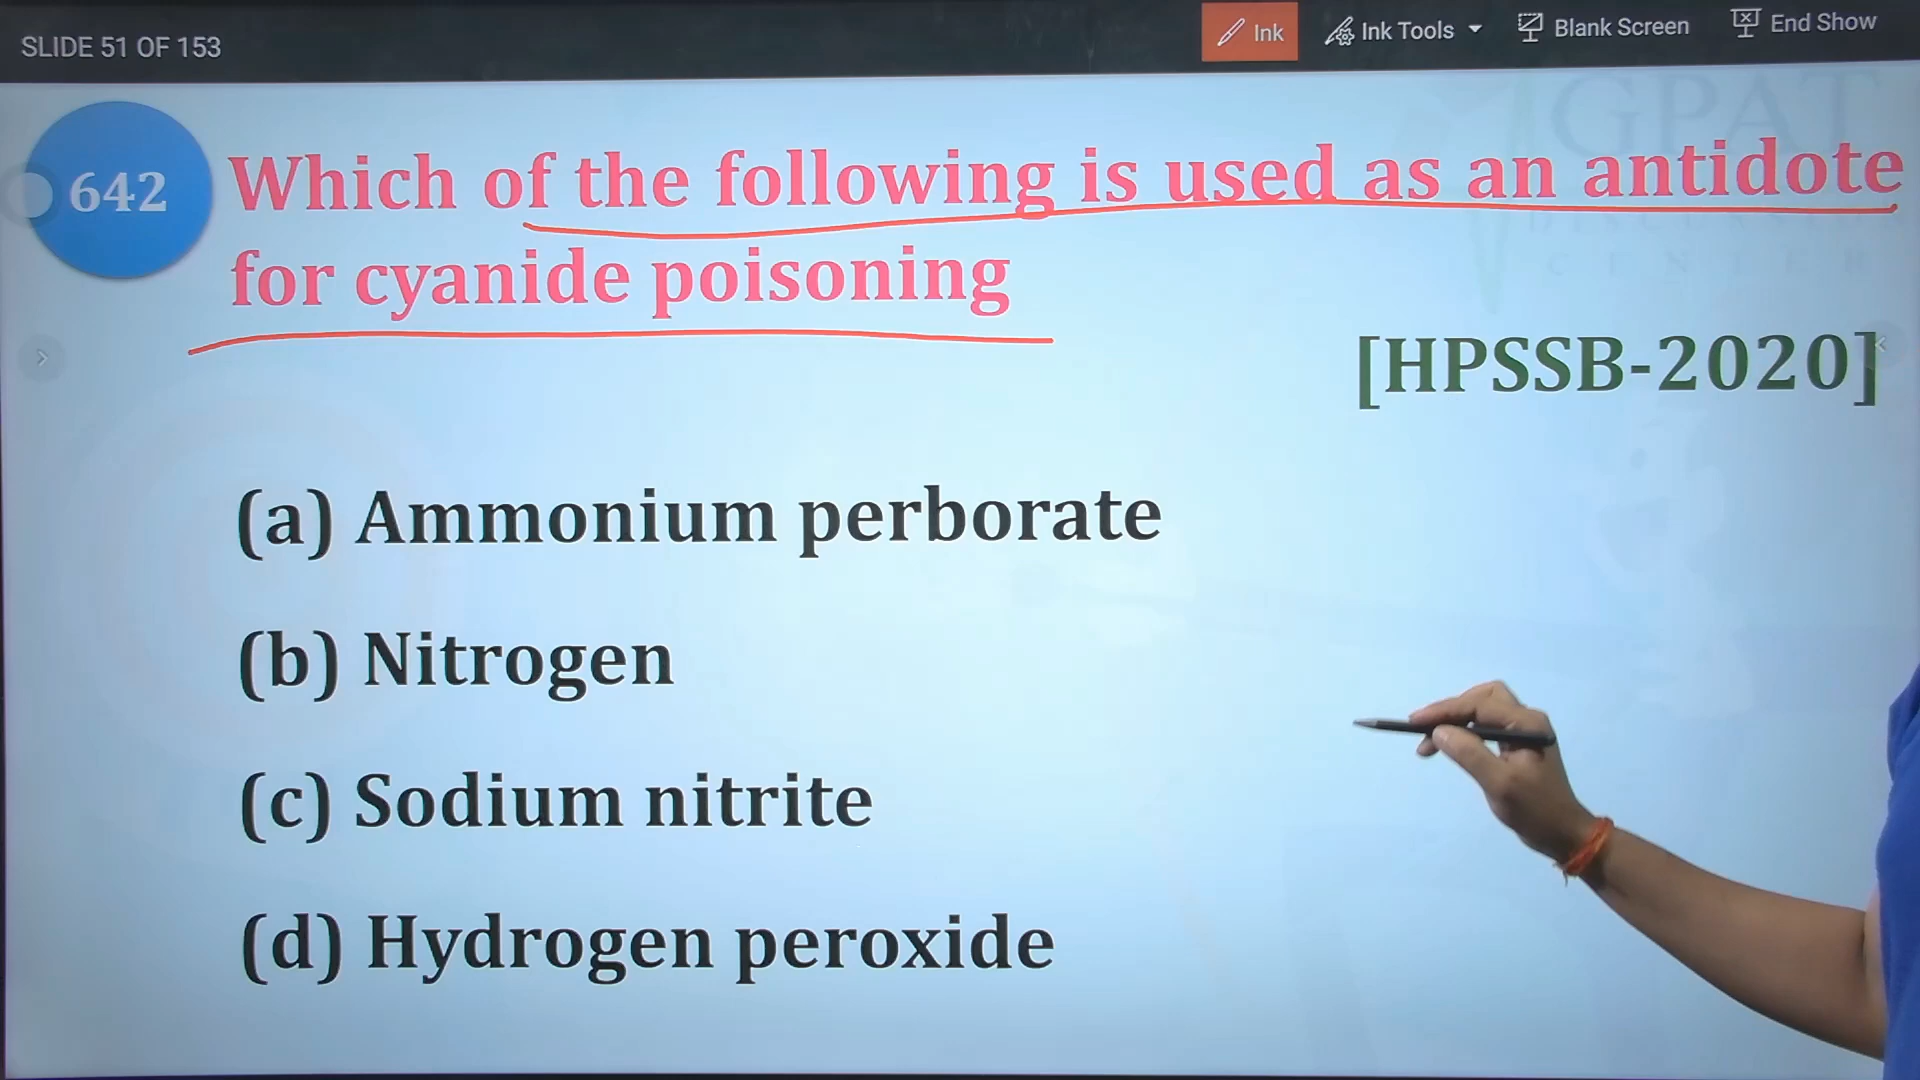 SLIDE 51 OF 153
Ink
Ink Tools
Blank Screen
End Show
GPAT
642
Which of the following is used as an antidote
for cyanide poisoning
[HPSSB-2020]
(a) Ammonium perborate
(b) Nitrogen
(c) Sodium nitrite
(d) Hydrogen peroxide